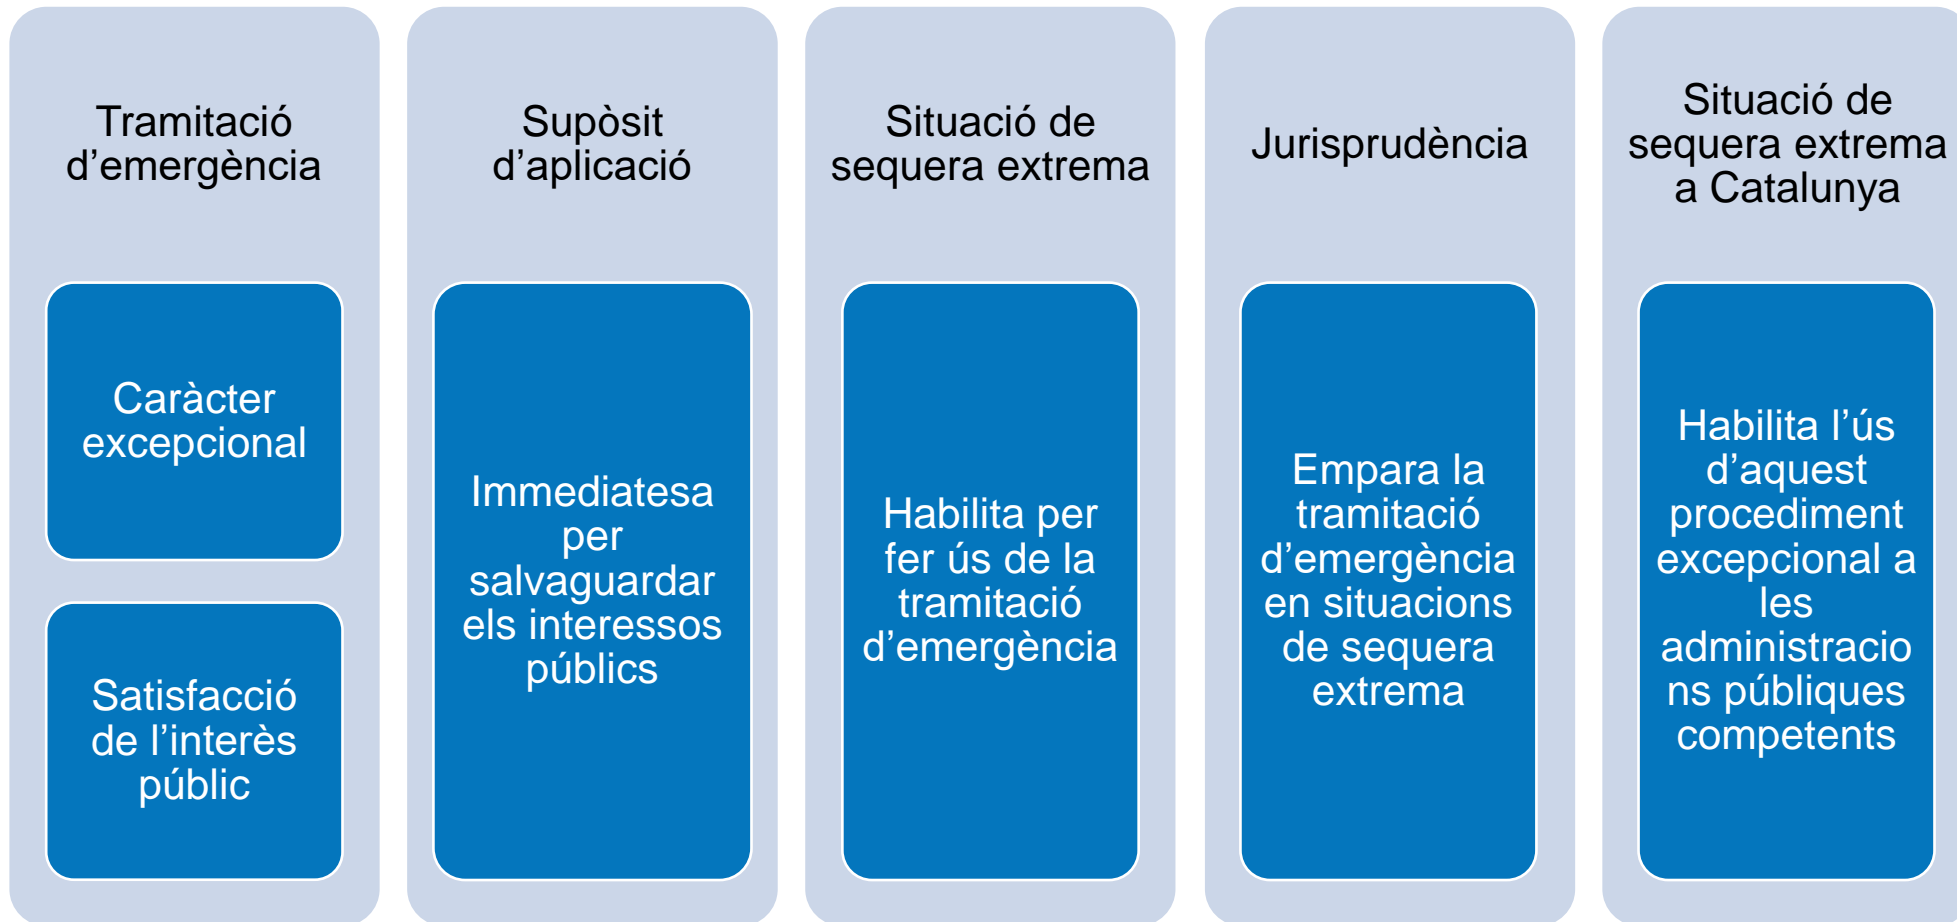 Tramitació
d’emergència
Caràcter
excepcional
Satisfacció
de l’interès
públic
Supòsit
d’aplicació
Immediatesa
per
salvaguardar
els interessos
públics
Situació de
sequera extrema
Habilita per
fer ús de la
tramitació
d’emergència
Jurisprudència
Empara la
tramitació
d’emergència
en situacions
de sequera
extrema
Situació de
sequera extrema
a Catalunya
Habilita l’ús
d’aquest
procediment
excepcional a
les
administracio
ns públiques
competents